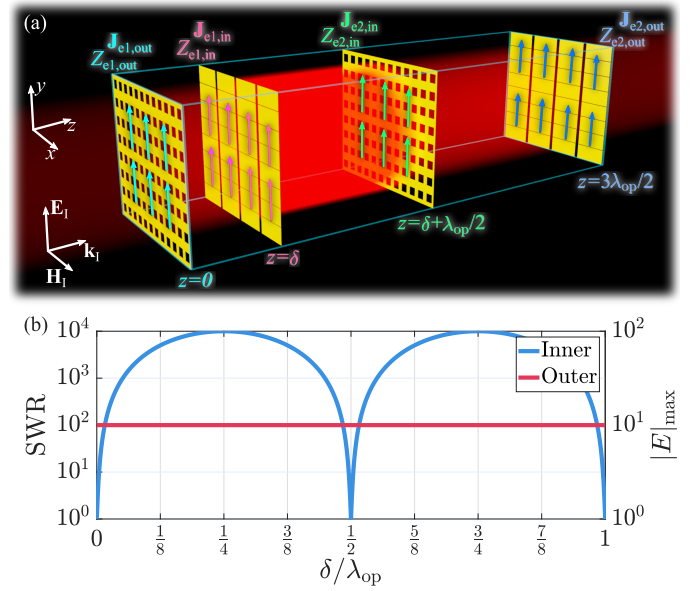 (a)
J_e1,out
Z_e1,out
J_e1,in
Z_e1,in
J_e2,in
Z_e2,in
J_e2,out
Z_e2,out
y
z
x
E_I
k_I
H_I
z=0
z=δ
z=δ+λ_op/2
z=3λ_op/2
(b)
SWR
10^4
10^3
10^2
10^1
10^0
Inner
Outer
10^2
10^1
10^0
|E|_max
0
1/8
1/4
3/8
1/2
5/8
3/4
7/8
1
δ/λ_op